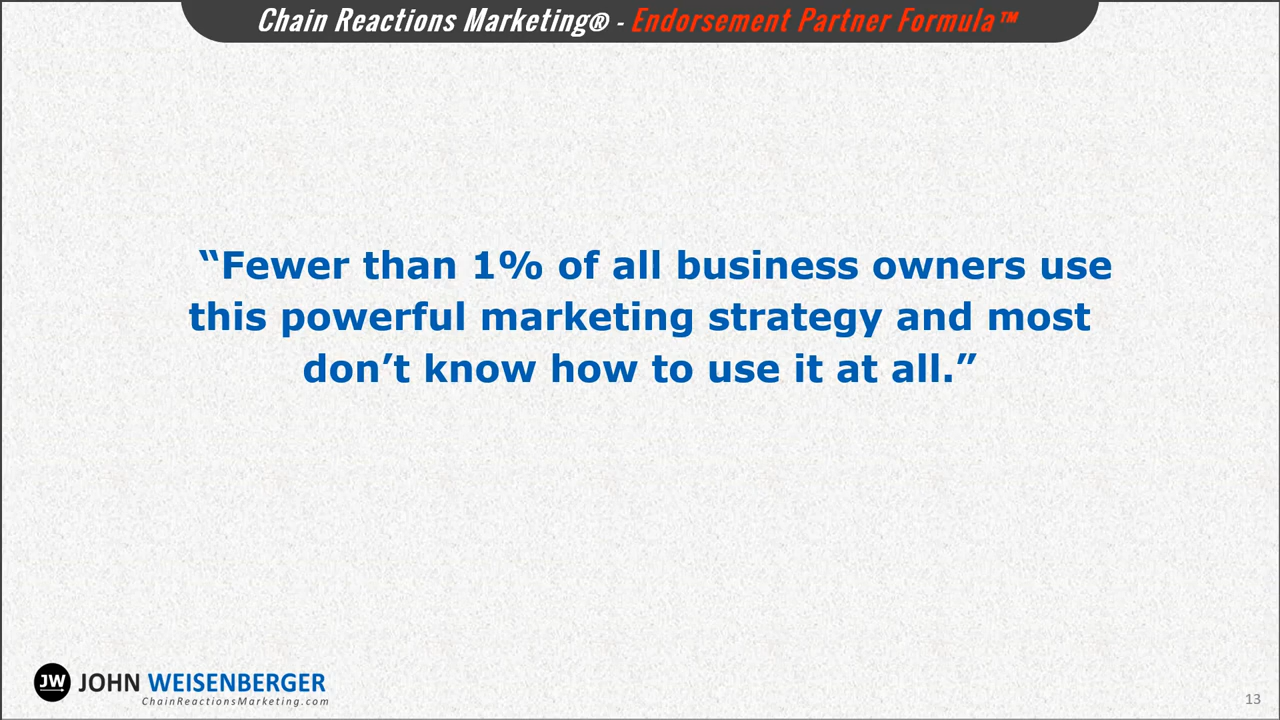 Chain Reactions Marketing® - Endorsement Partner Formula™
“Fewer than 1% of all business owners use
this powerful marketing strategy and most
don’t know how to use it at all.”
JW JOHN WEISENBERGER
ChainReactionsMarketing.com
13